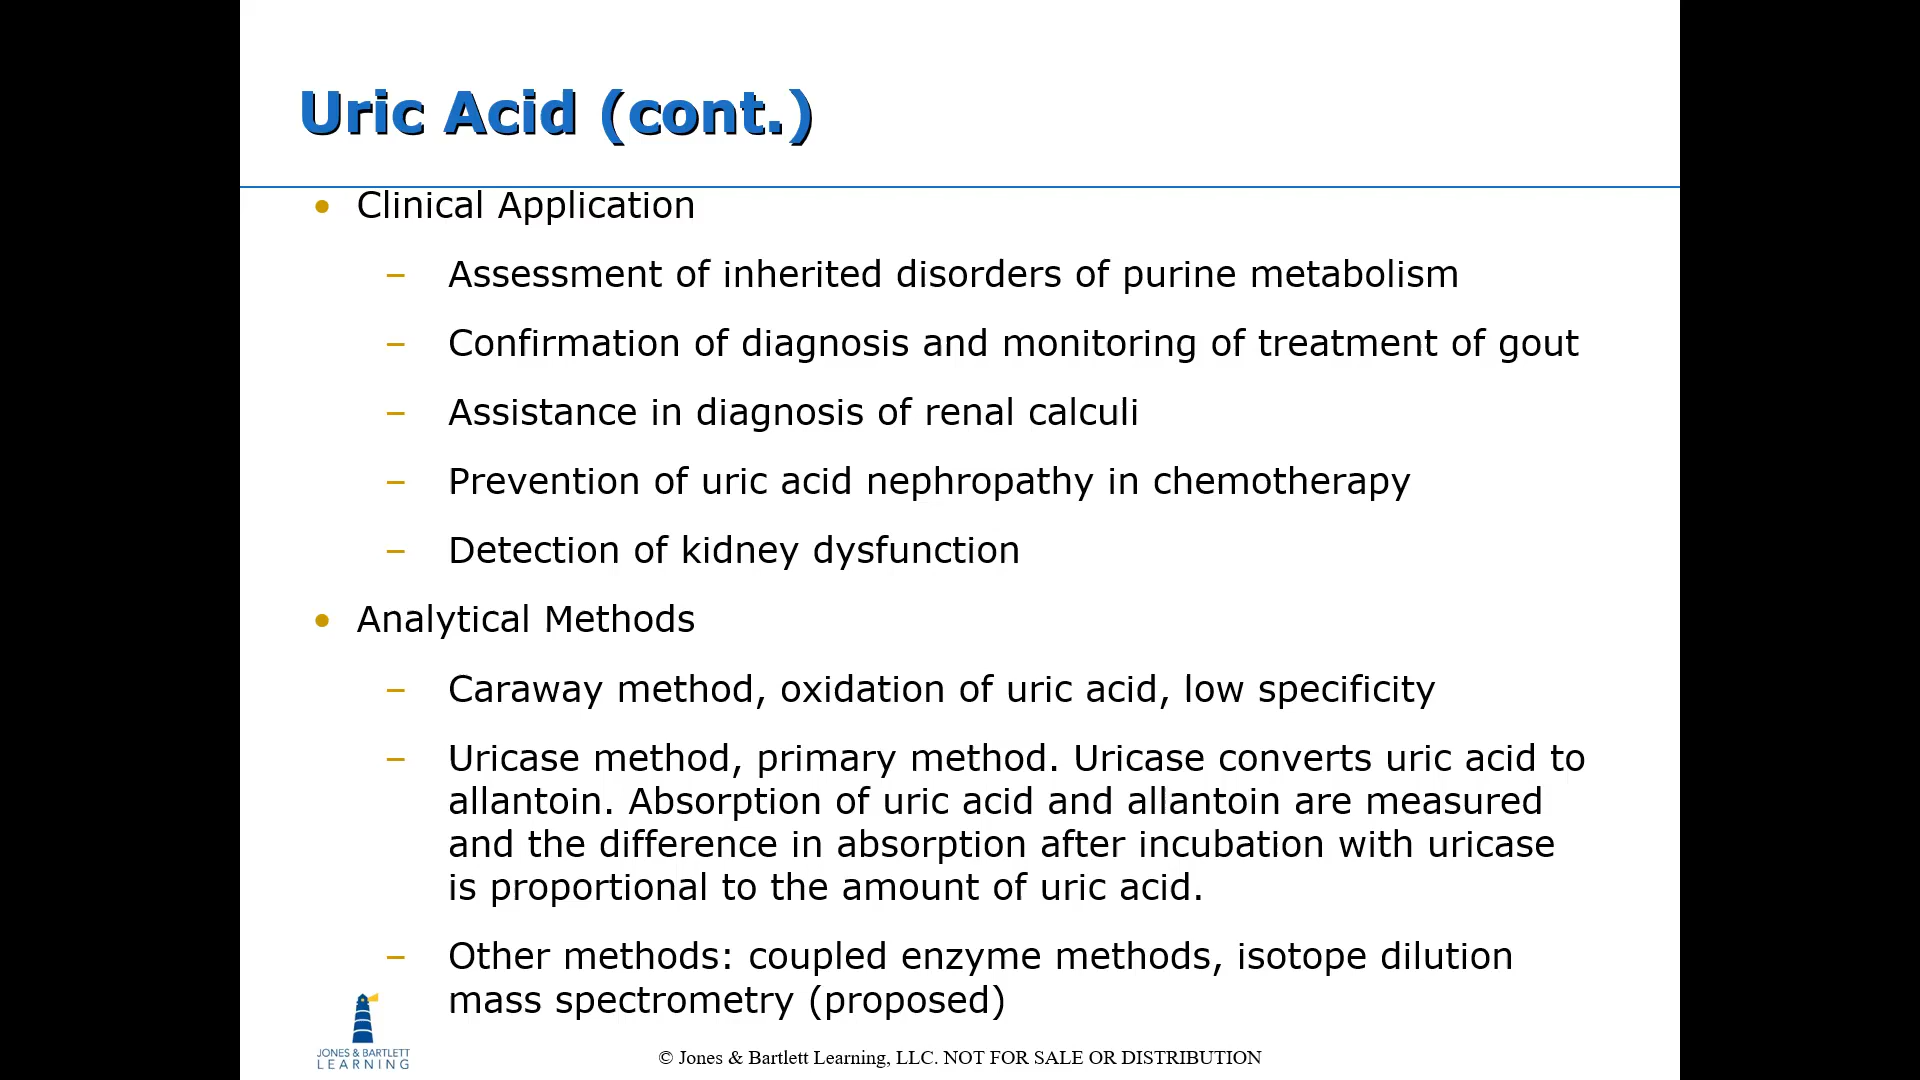 Uric Acid (cont.)
• Clinical Application
– Assessment of inherited disorders of purine metabolism
– Confirmation of diagnosis and monitoring of treatment of gout
– Assistance in diagnosis of renal calculi
– Prevention of uric acid nephropathy in chemotherapy
– Detection of kidney dysfunction
• Analytical Methods
– Caraway method, oxidation of uric acid, low specificity
– Uricase method, primary method. Uricase converts uric acid to
allantoin. Absorption of uric acid and allantoin are measured
and the difference in absorption after incubation with uricase
is proportional to the amount of uric acid.
– Other methods: coupled enzyme methods, isotope dilution
mass spectrometry (proposed)
JONES & BARTLETT
LEARNING
© Jones & Bartlett Learning, LLC. NOT FOR SALE OR DISTRIBUTION